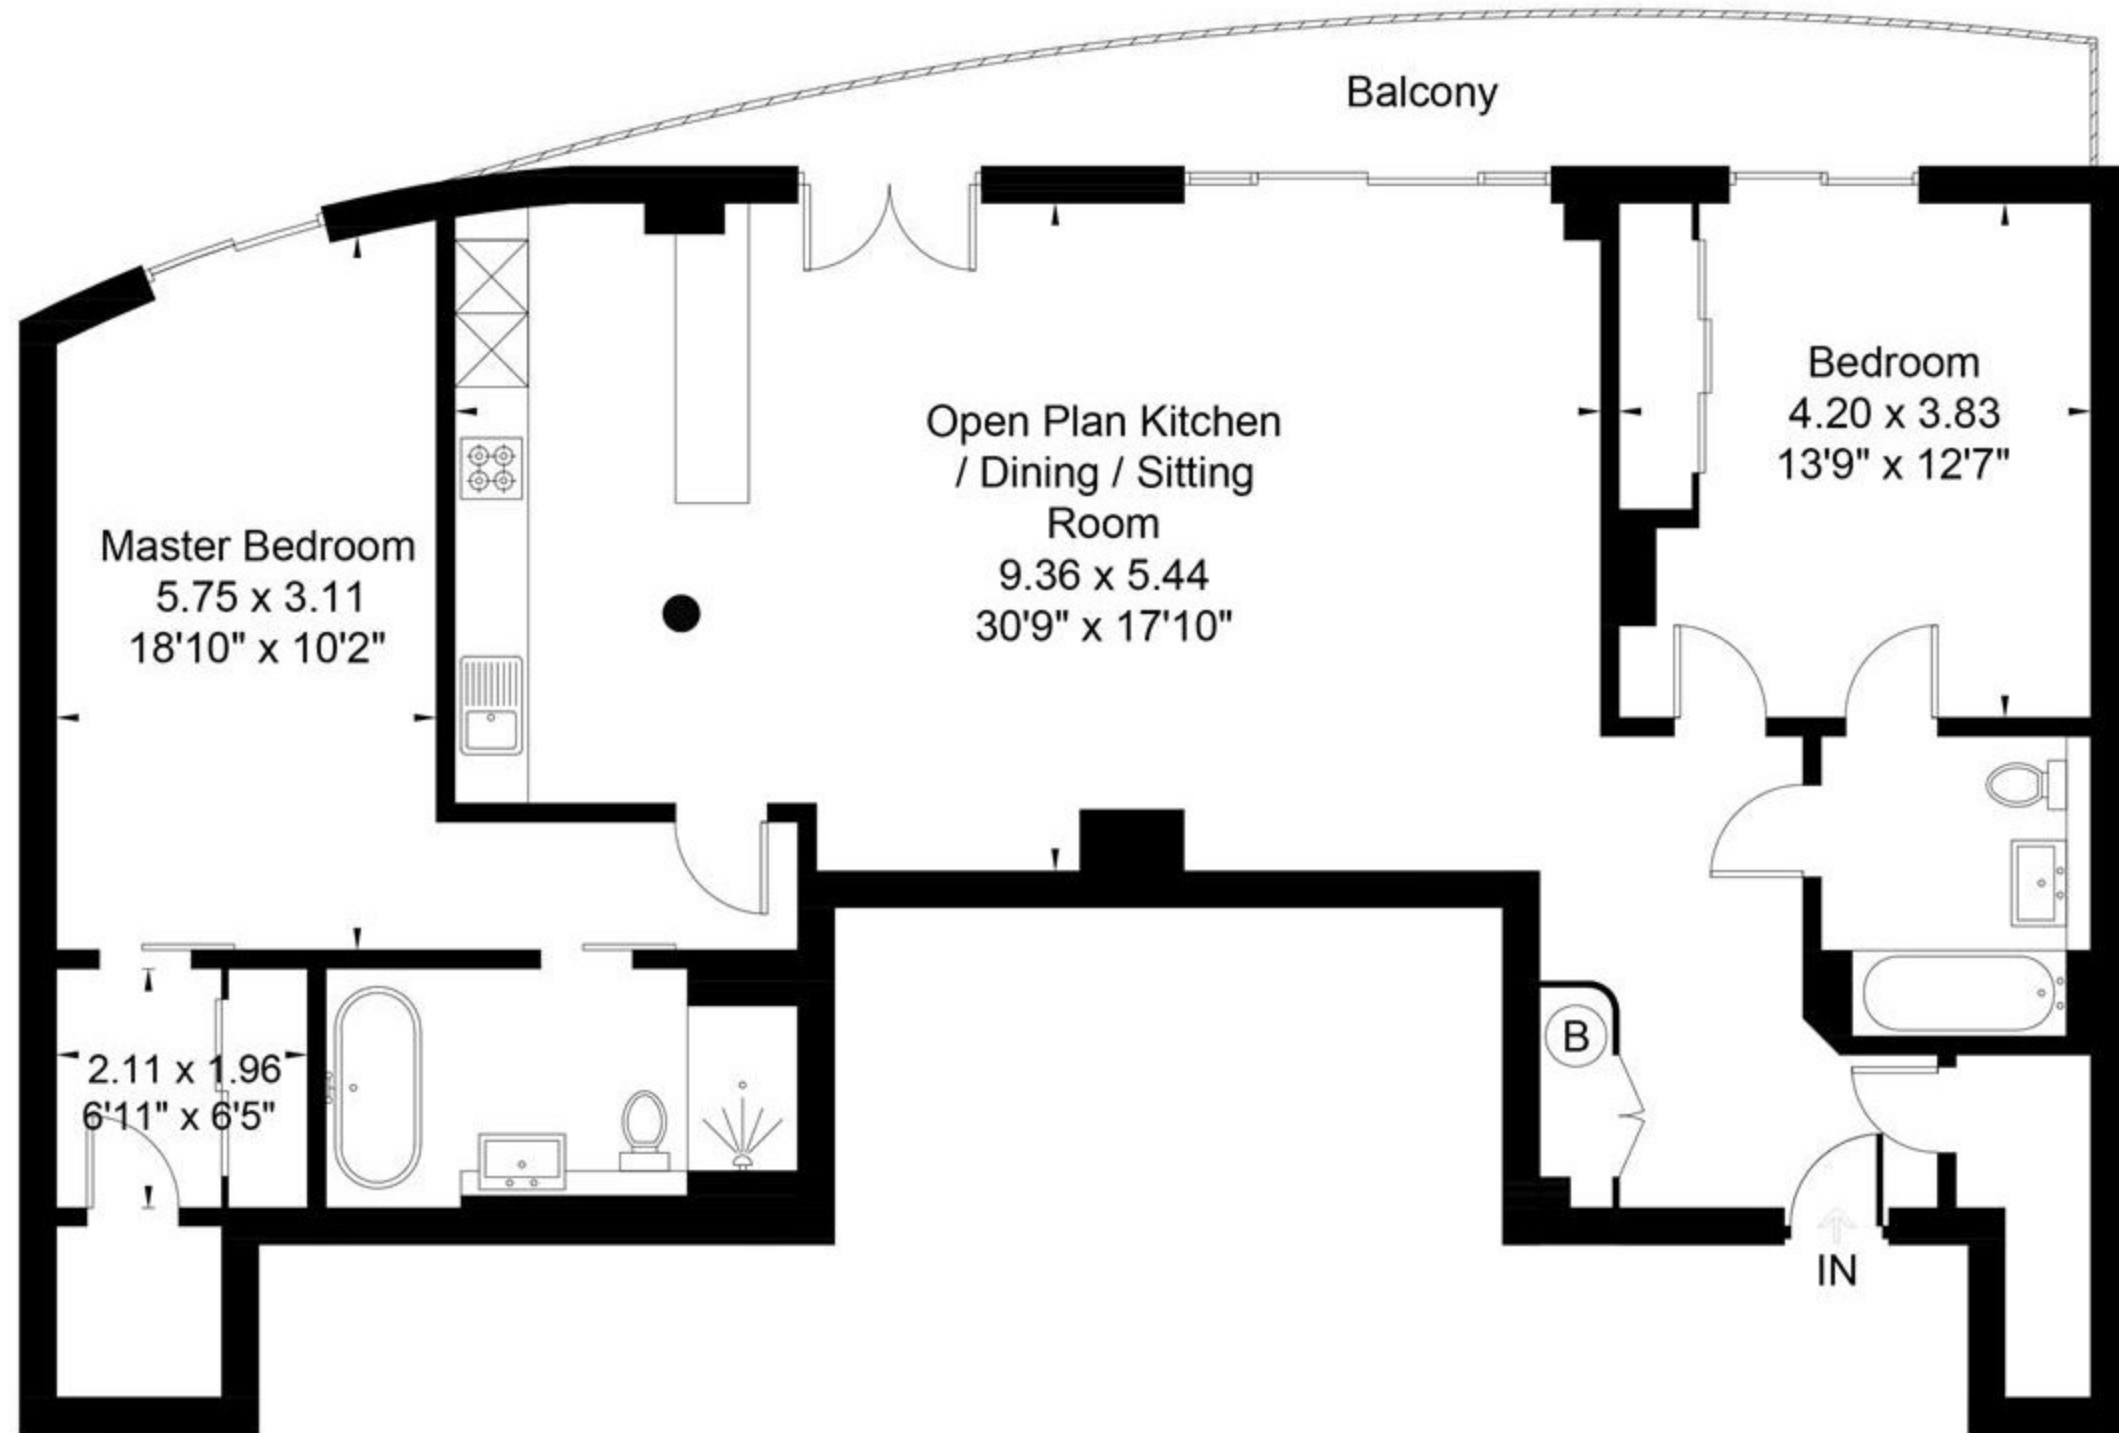 Balcony
Bedroom
4.20 x 3.83
13'9" x 12'7"
Open Plan Kitchen
/ Dining / Sitting
Room
9.36 x 5.44
30'9" x 17'10"
Master Bedroom
5.75 x 3.11
18'10" x 10'2"
2.11 x 1.96
6'11" x 6'5"
B
IN